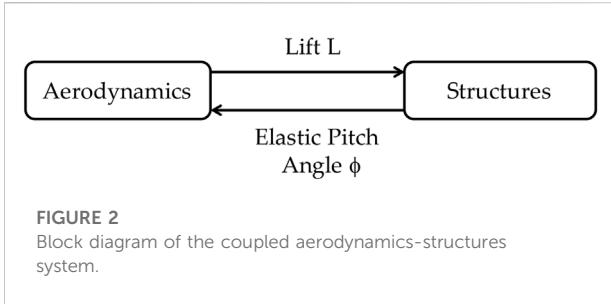 Lift L
Aerodynamics
Structures
Elastic Pitch
Angle ϕ
FIGURE 2
Block diagram of the coupled aerodynamics-structures
system.